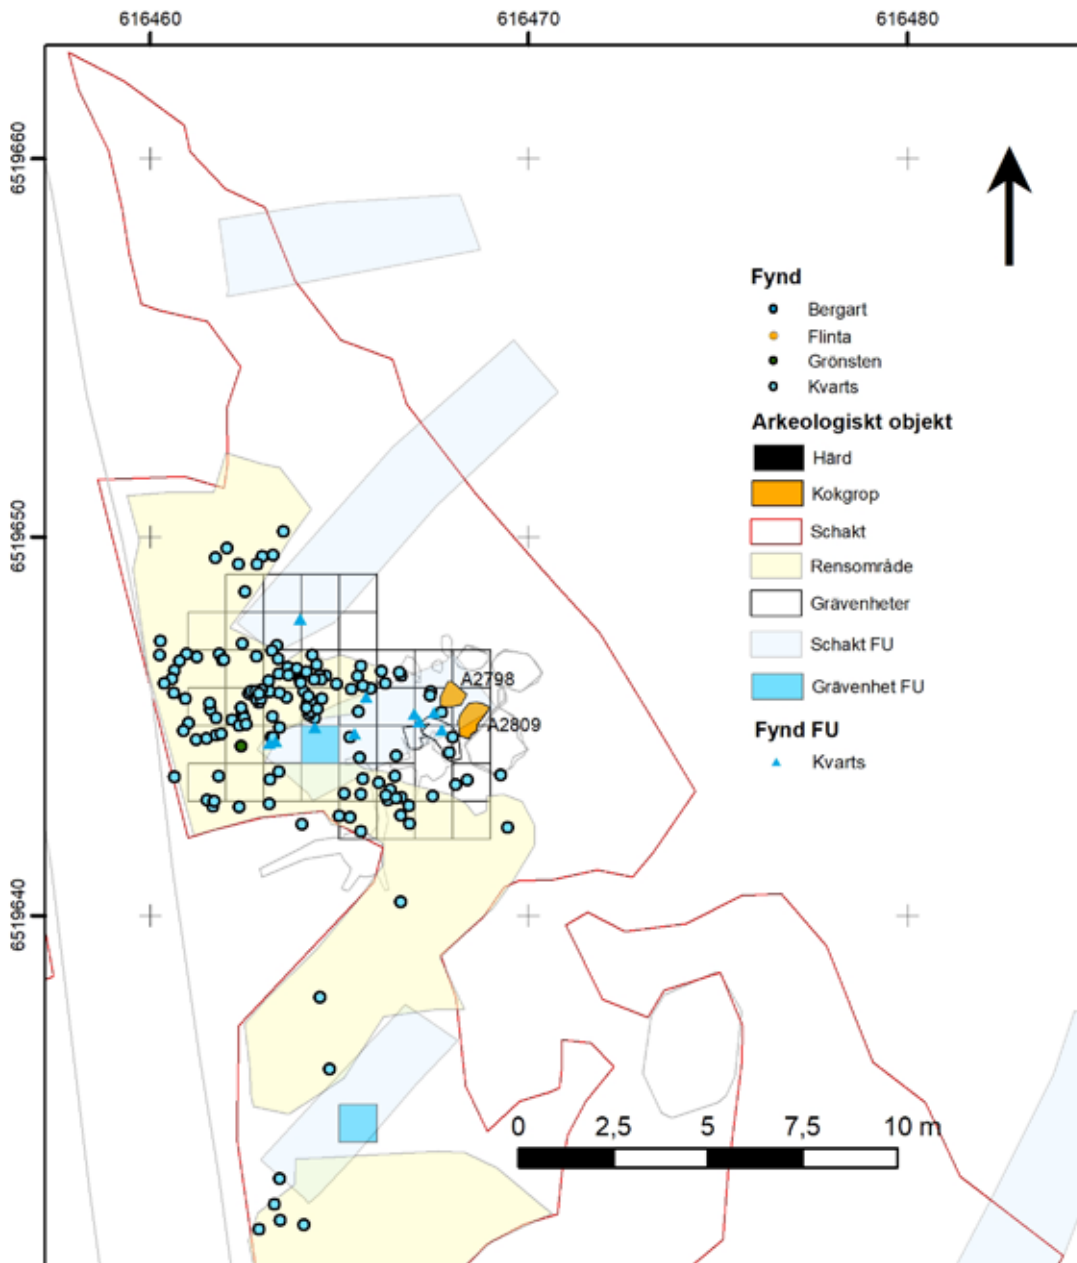 616460 616470 616480
6519660
6519650
6519640
Fynd
Bergart
Flinta
Grönsten
Kvarts
Arkeologiskt objekt
Härd
Kokgrop
Schakt
Rensområde
Grävenheter
Schakt FU
Grävenhet FU
Fynd FU
Kvarts
A2798
A2809
0 2,5 5 7,5 10 m